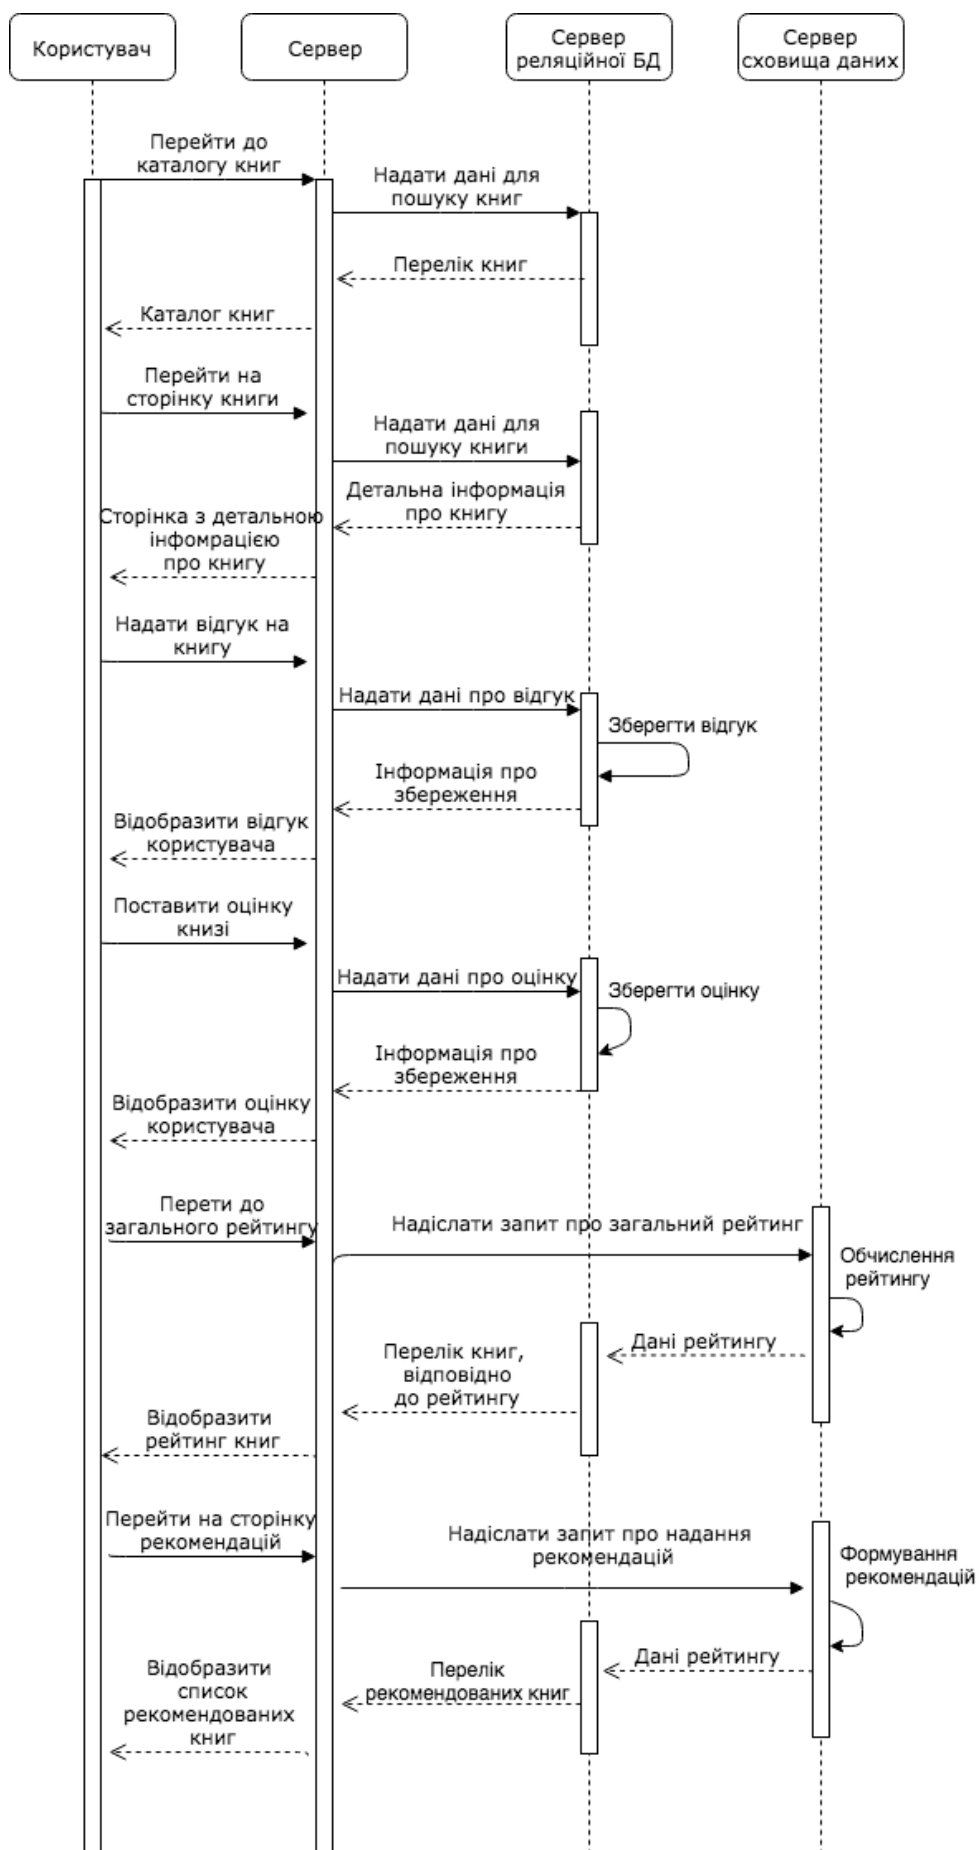 Користувач
Сервер
Сервер
реляційної БД
Сервер
сховища даних
Перейти до
каталогу книг
Надати дані для
пошуку книг
Перелік книг
Каталог книг
Перейти на
сторінку книги
Надати дані для
пошуку книги
Детальна інформація
про книгу
Сторінка з детальною
інфомрацією
про книгу
Надати відгук на
книгу
Надати дані про відгук
Зберегти відгук
Інформація про
збереження
Відобразити відгук
користувача
Поставити оцінку
книзі
Надати дані про оцінку
Зберегти оцінку
Інформація про
збереження
Відобразити оцінку
користувача
Перети до
загального рейтингу
Надіслати запит про загальний рейтинг
Обчислення
рейтингу
Дані рейтингу
Перелік книг,
відповідно
до рейтингу
Відобразити
рейтинг книг
Перейти на сторінку
рекомендацій
Надіслати запит про надання
рекомендацій
Формування
рекомендацій
Дані рейтингу
Перелік
рекомендованих книг
Відобразити
список
рекомендованих
книг